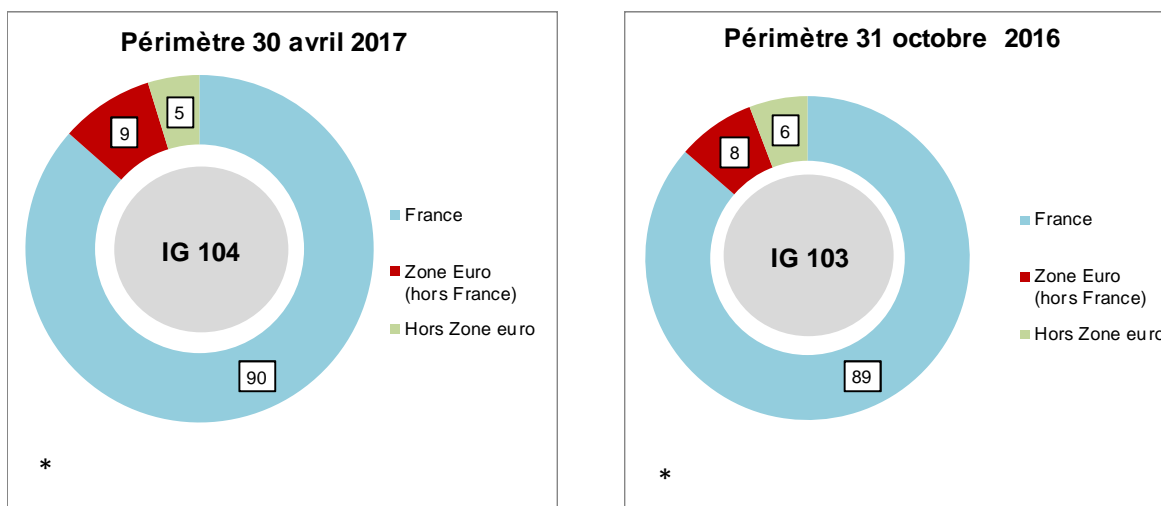 Périmètre 30 avril 2017
5
9
IG 104
90
France
Zone Euro
(hors France)
Hors Zone euro
*
Périmètre 31 octobre 2016
6
8
IG 103
89
France
Zone Euro
(hors France)
Hors Zone euro
*